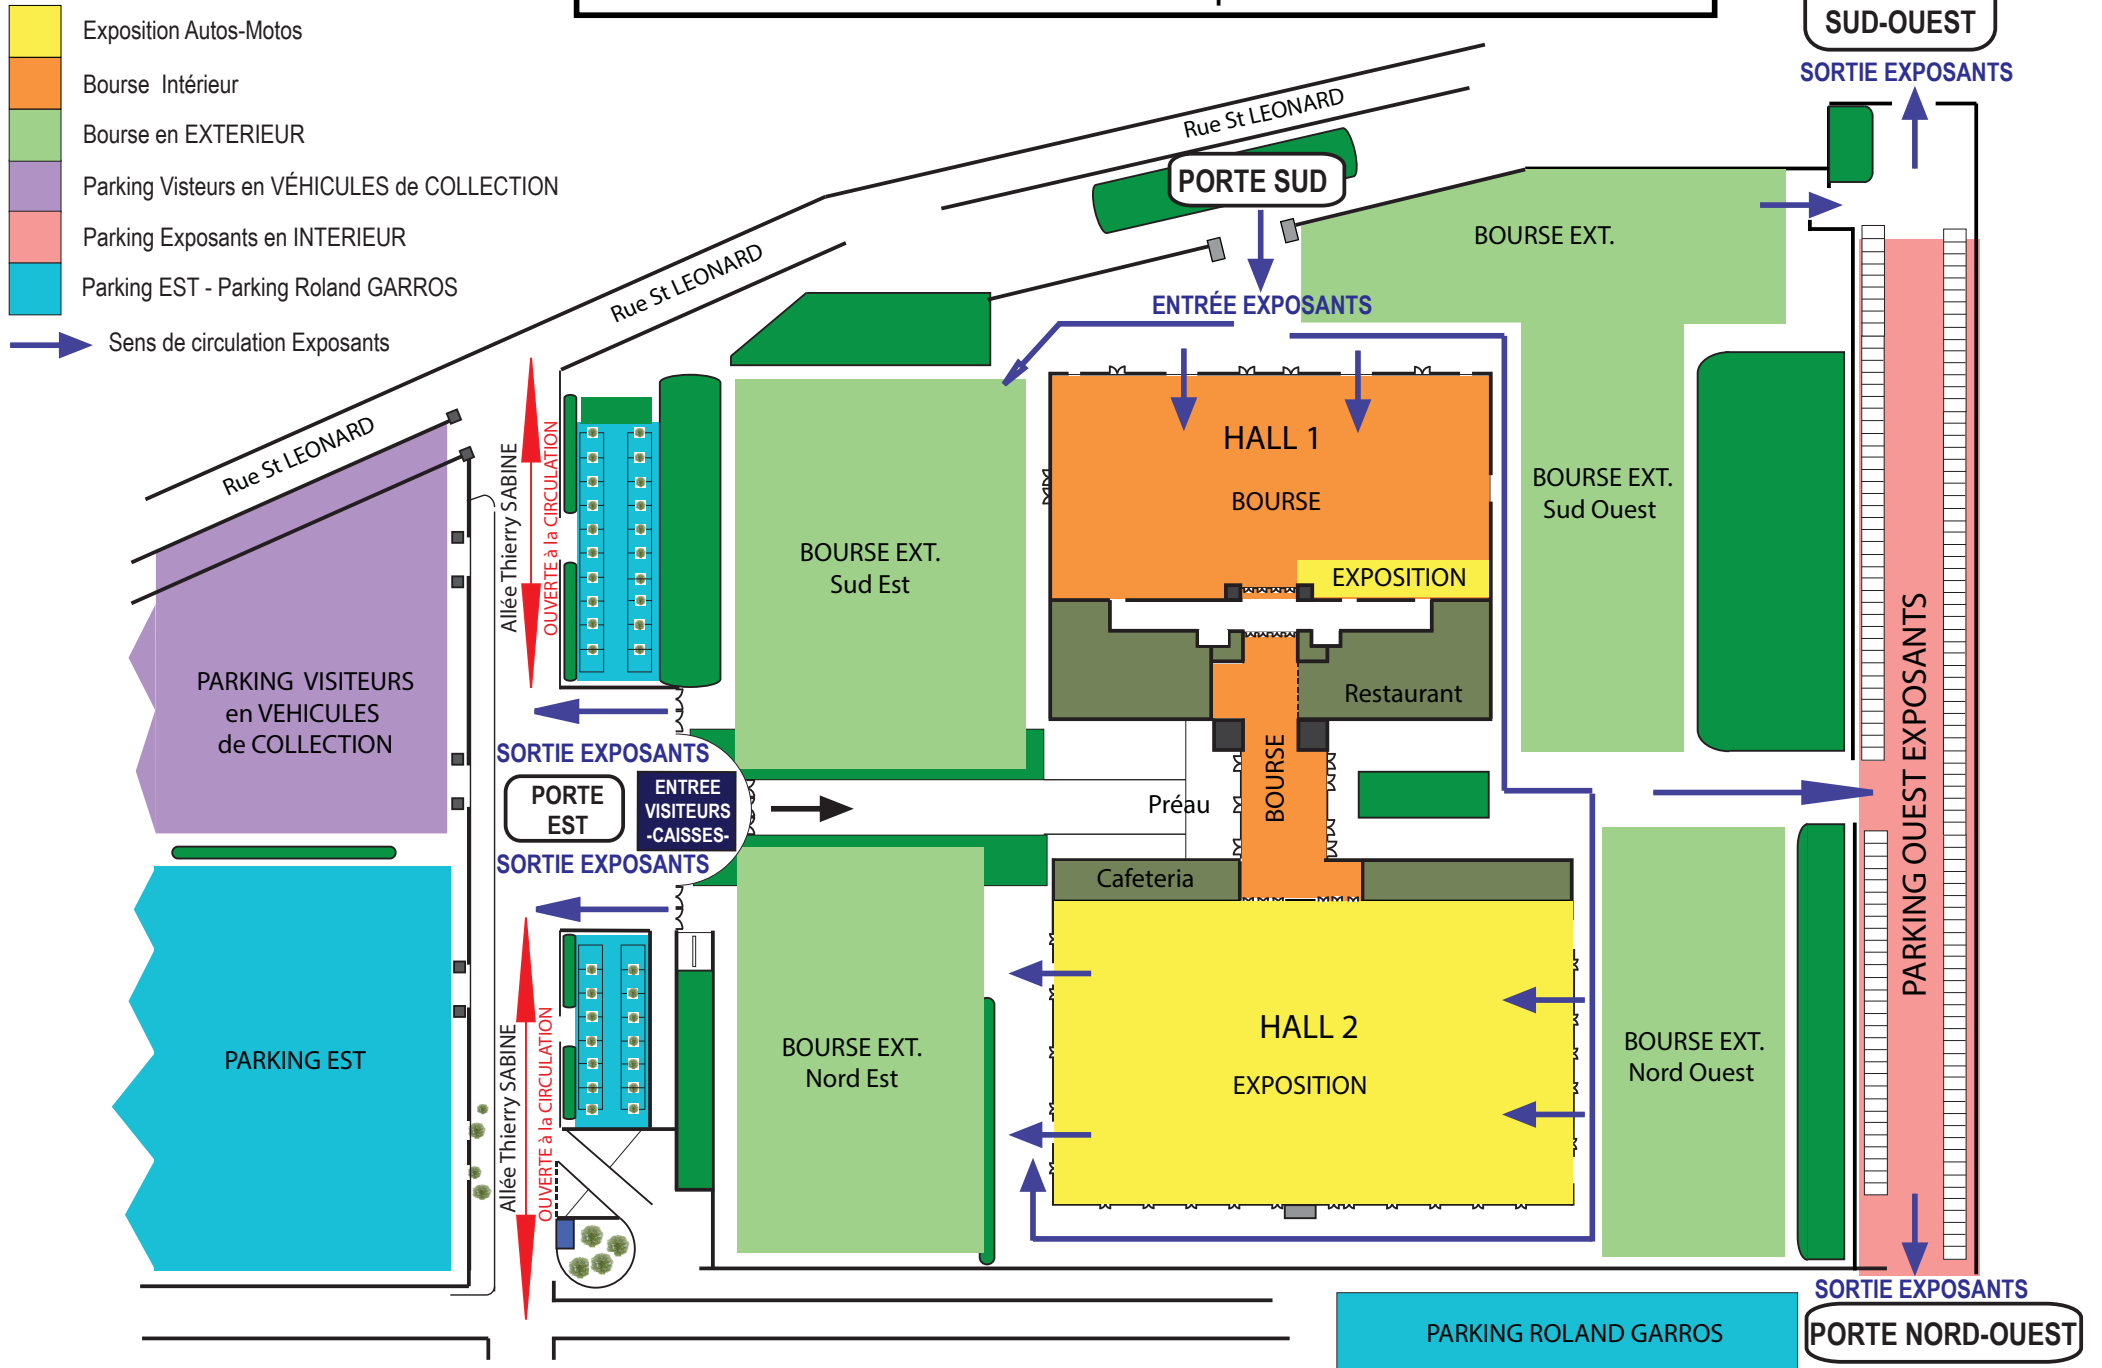 Exposition Autos-Motos
Bourse Intérieur
Bourse en EXTERIEUR
Parking Visteurs en VÉHICULES de COLLECTION
Parking Exposants en INTERIEUR
Parking EST - Parking Roland GARROS
Sens de circulation Exposants
SUD-OUEST
SORTIE EXPOSANTS
Rue St LEONARD
PORTE SUD
Rue St LEONARD
BOURSE EXT.
ENTRÉE EXPOSANTS
Rue St LEONARD
Allée Thierry SABINE
OUVERTE à la CIRCULATION
HALL 1
BOURSE
EXPOSITION
BOURSE EXT.
Sud Ouest
BOURSE EXT.
Sud Est
PARKING OUEST EXPOSANTS
PARKING VISITEURS
en VEHICULES
de COLLECTION
Restaurant
SORTIE EXPOSANTS
PORTE
EST
ENTREE
VISITEURS
-CAISSES-
Préau
BOURSE
SORTIE EXPOSANTS
Cafeteria
PARKING EST
Allée Thierry SABINE
OUVERTE à la CIRCULATION
BOURSE EXT.
Nord Est
HALL 2
EXPOSITION
BOURSE EXT.
Nord Ouest
SORTIE EXPOSANTS
PARKING ROLAND GARROS
PORTE NORD-OUEST